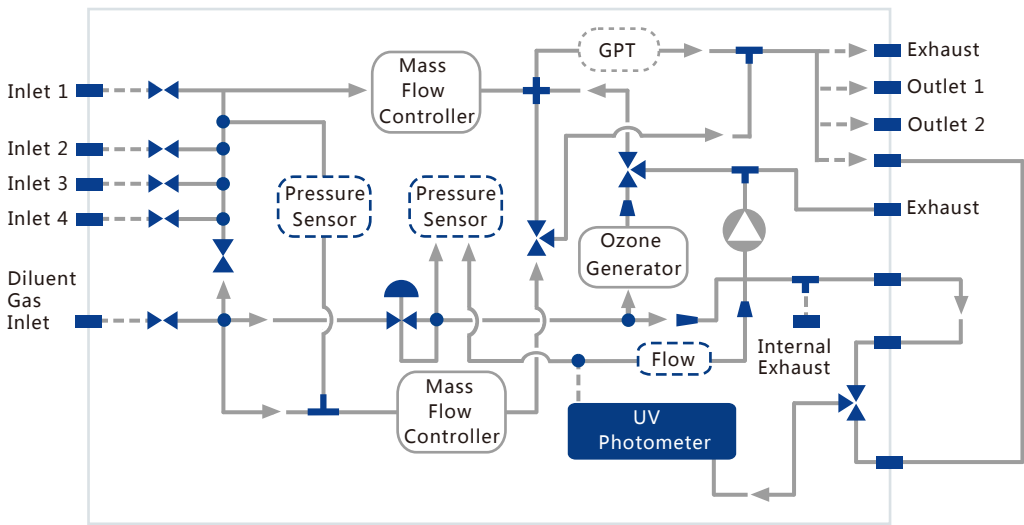 GPT
Exhaust
Mass
Flow
Controller
Inlet 1
Outlet 1
Outlet 2
Inlet 2
Inlet 3
Inlet 4
Pressure
Sensor
Pressure
Sensor
Exhaust
Ozone
Generator
Diluent
Gas
Inlet
Internal
Exhaust
Flow
Mass
Flow
Controller
UV
Photometer